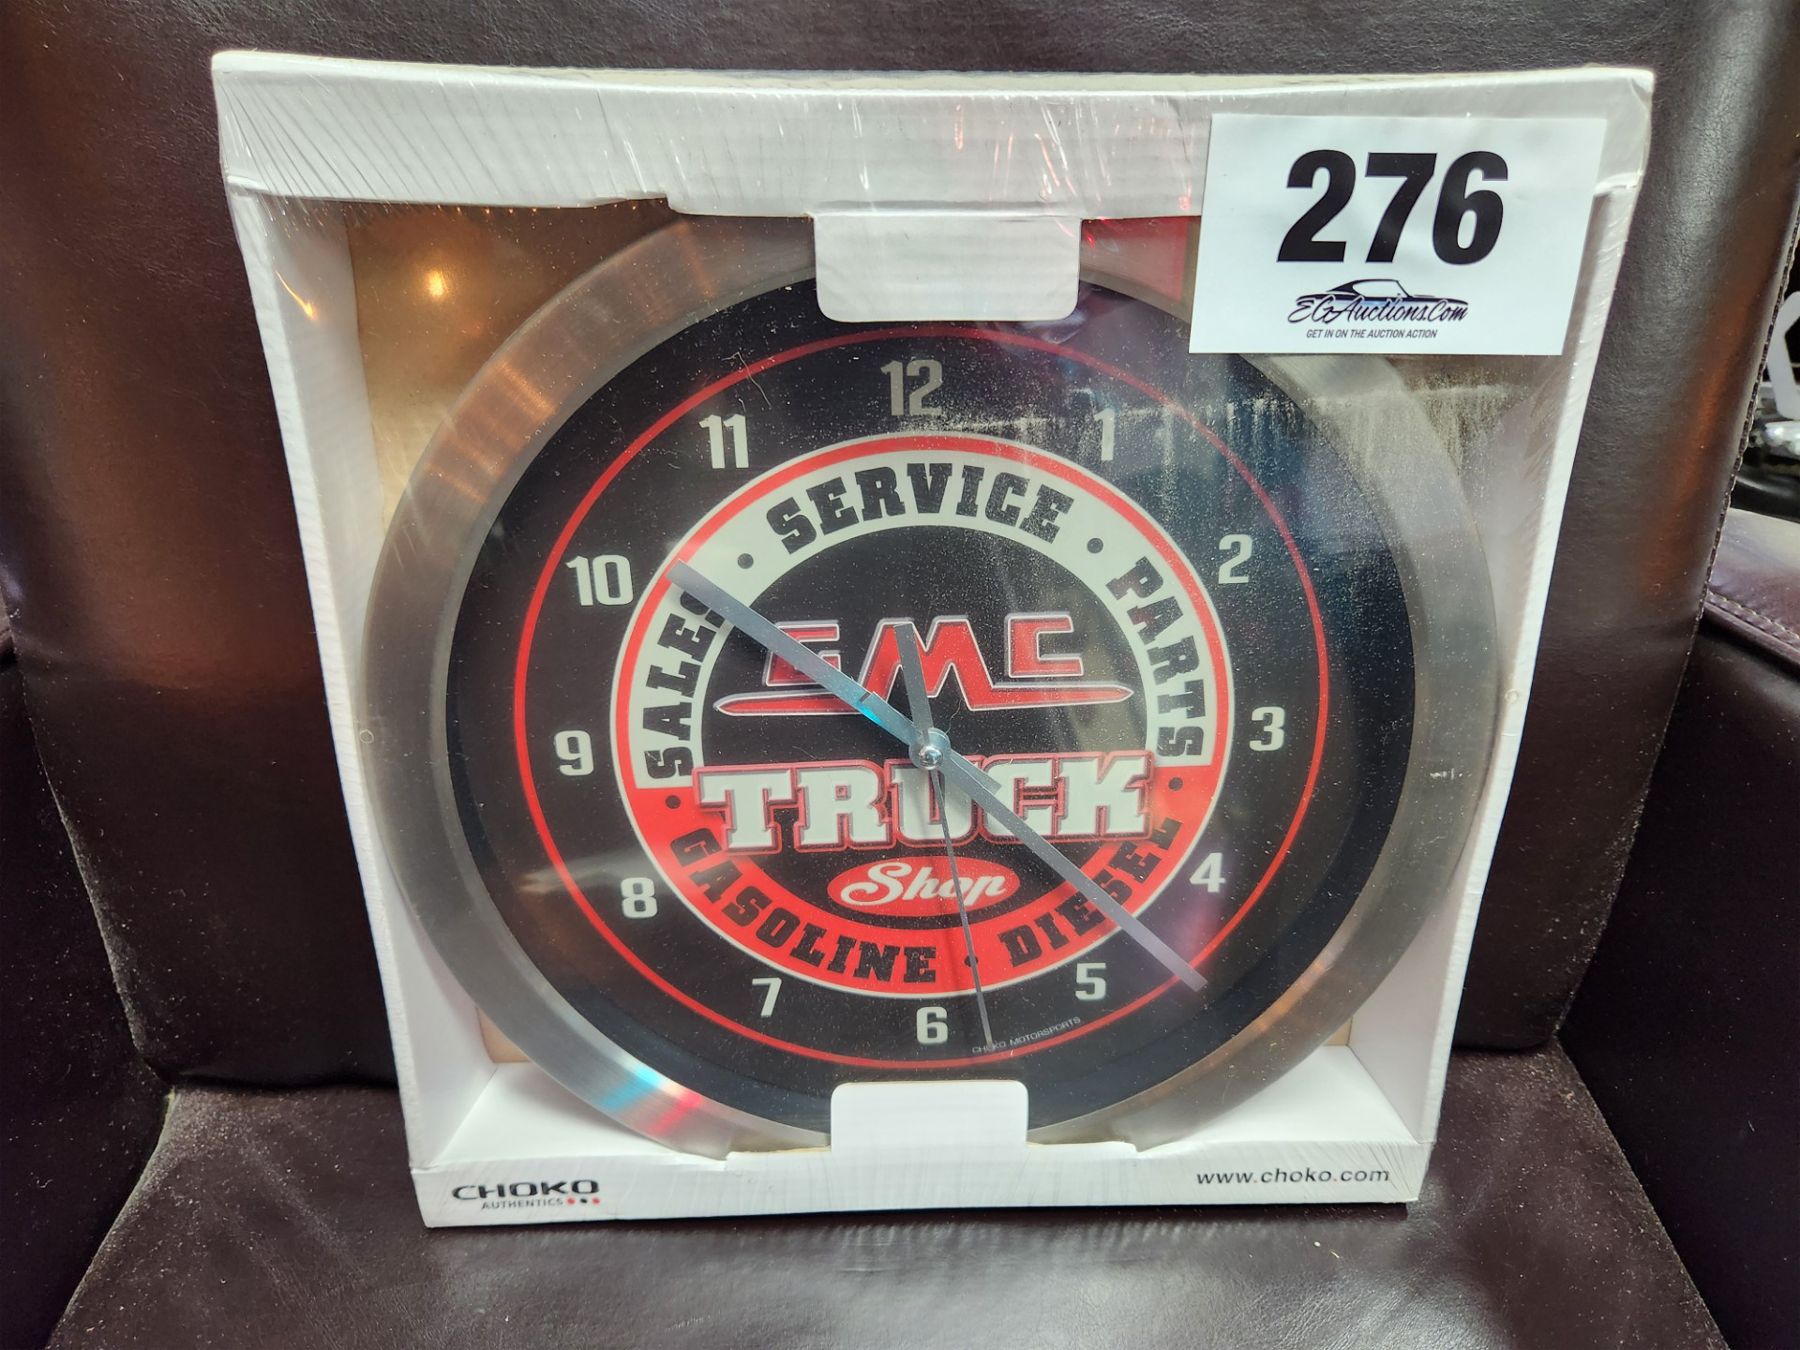 276
EGAuctions.Com
GET IN ON THE AUCTION ACTION
12
1
2
3
4
5
6
7
8
9
10
11
SALES • SERVICE • PARTS
GMC
TRUCK
Shop
• GASOLINE • DIESEL •
CHOKO MOTORSPORTS
CHOKO
AUTHENTICS
www.choko.com